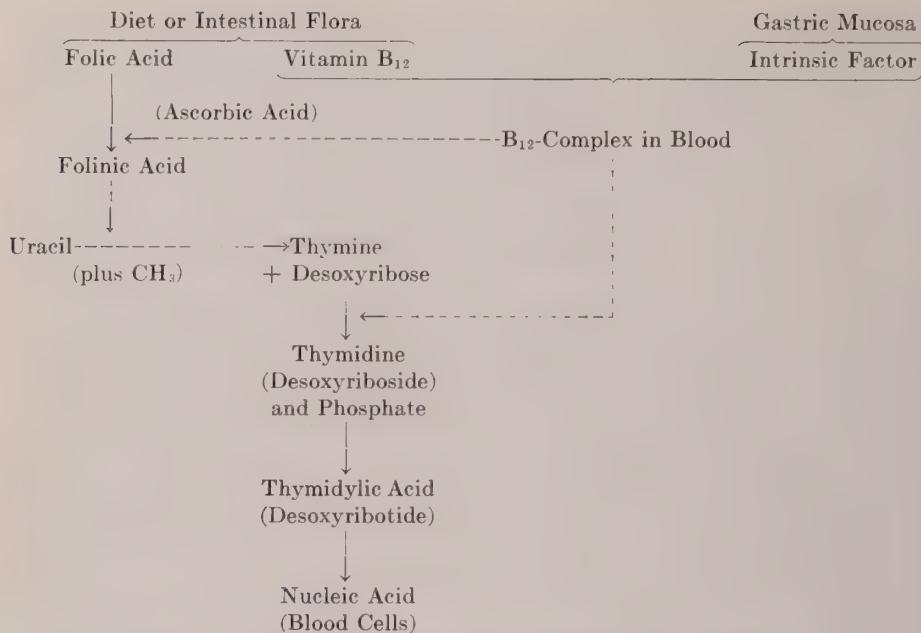 Diet or Intestinal Flora Gastric Mucosa
Folic Acid Vitamin B₁₂ Intrinsic Factor
(Ascorbic Acid)
B₁₂-Complex in Blood
Folinic Acid
Uracil Thymine
(plus CH₃) + Desoxyribose
Thymidine
(Desoxyriboside)
and Phosphate
Thymidylic Acid
(Desoxyribotide)
Nucleic Acid
(Blood Cells)